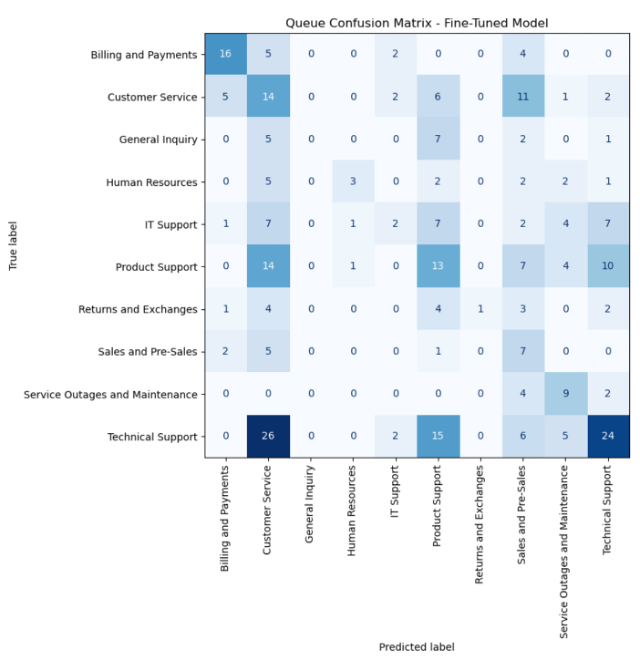 Queue Confusion Matrix - Fine-Tuned Model
True label
Billing and Payments 16 5 0 0 2 0 0 4 0 0
Customer Service 5 14 0 0 2 6 0 11 1 2
General Inquiry 0 5 0 0 0 7 0 2 0 1
Human Resources 0 5 0 3 0 2 0 2 2 1
IT Support 1 7 0 1 2 7 0 2 4 7
Product Support 0 14 0 1 0 13 0 7 4 10
Returns and Exchanges 1 4 0 0 0 4 1 3 0 2
Sales and Pre-Sales 2 5 0 0 0 1 0 7 0 0
Service Outages and Maintenance 0 0 0 0 0 0 0 4 9 2
Technical Support 0 26 0 0 2 15 0 6 5 24
Billing and Payments
Customer Service
General Inquiry
Human Resources
IT Support
Product Support
Returns and Exchanges
Sales and Pre-Sales
Service Outages and Maintenance
Technical Support
Predicted label